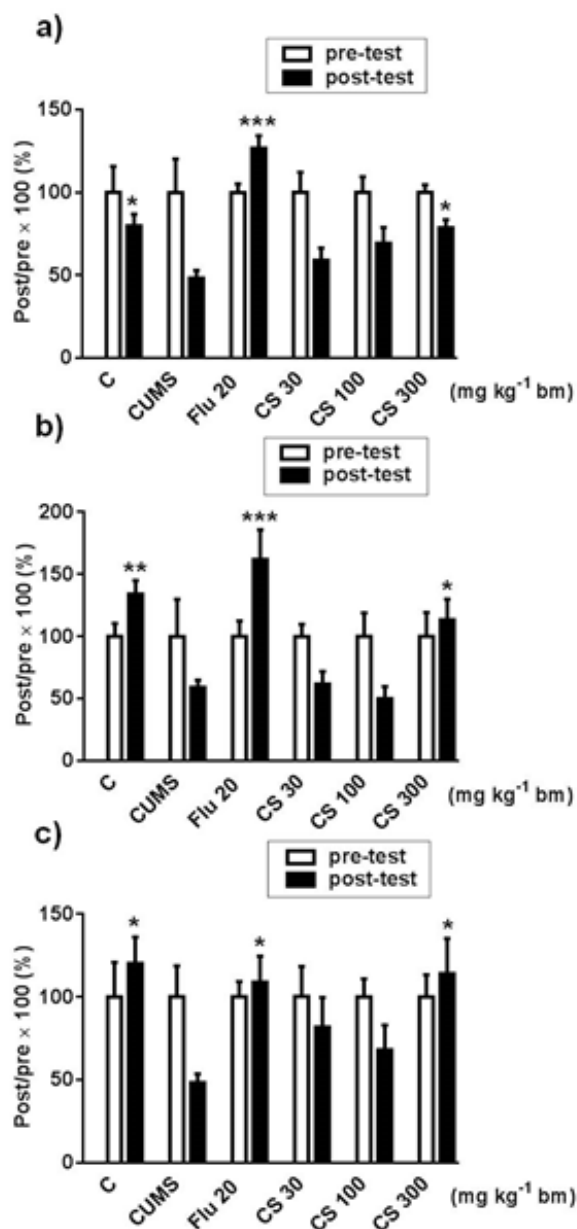 a)
pre-test
post-test
Post/pre × 100 (%)
150
100
50
0
*
***
*
C
CUMS
Flu 20
CS 30
CS 100
CS 300
(mg kg⁻¹ bm)
b)
pre-test
post-test
Post/pre × 100 (%)
200
150
100
50
0
**
***
*
C
CUMS
Flu 20
CS 30
CS 100
CS 300
(mg kg⁻¹ bm)
c)
pre-test
post-test
Post/pre × 100 (%)
150
100
50
0
*
*
*
C
CUMS
Flu 20
CS 30
CS 100
CS 300
(mg kg⁻¹ bm)